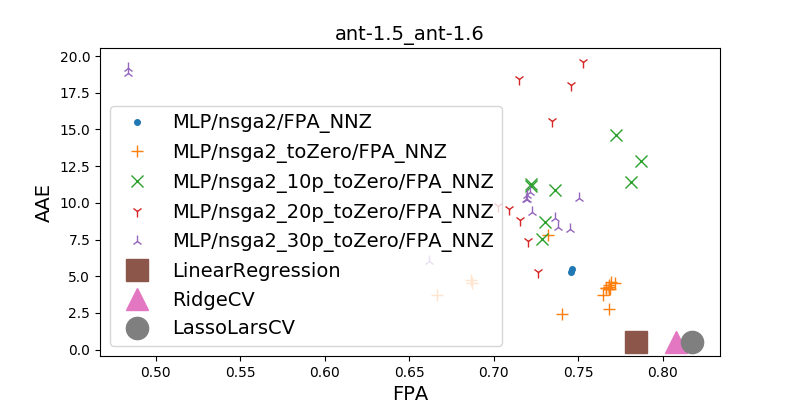 ant-1.5_ant-1.6
20.0
17.5
15.0
12.5
10.0
7.5
5.0
2.5
0.0
AAE
MLP/nsga2/FPA_NNZ
MLP/nsga2_toZero/FPA_NNZ
MLP/nsga2_10p_toZero/FPA_NNZ
MLP/nsga2_20p_toZero/FPA_NNZ
MLP/nsga2_30p_toZero/FPA_NNZ
LinearRegression
RidgeCV
LassoLarsCV
0.50 0.55 0.60 0.65 0.70 0.75 0.80
FPA